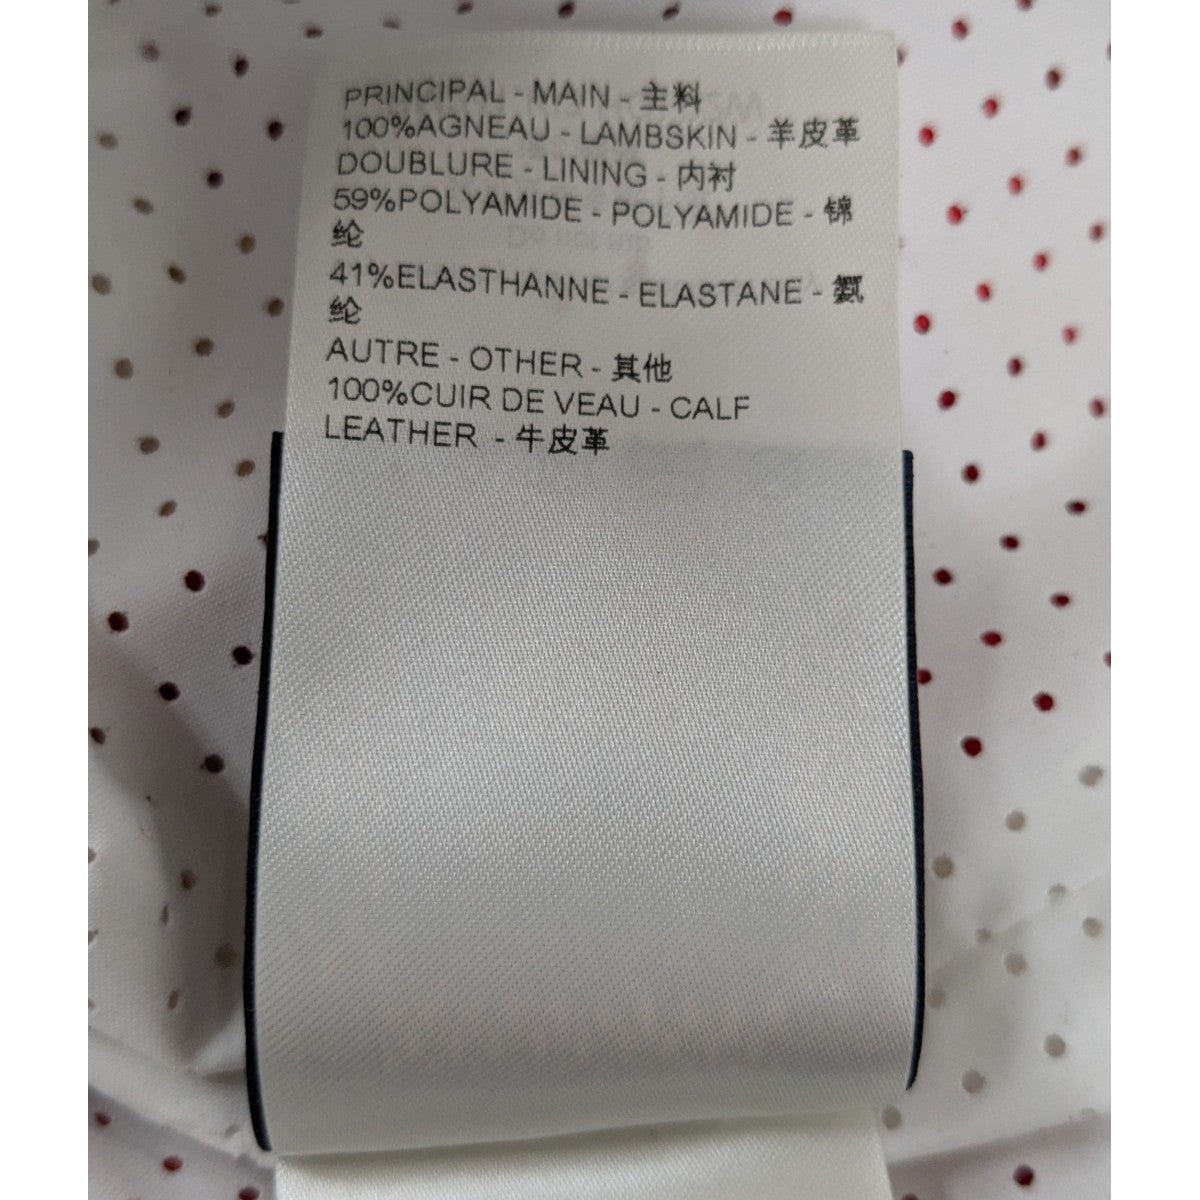 PRINCIPAL - MAIN - 主料
100%AGNEAU - LAMBSKIN - 羊皮革
DOUBLURE - LINING - 内衬
59%POLYAMIDE - POLYAMIDE - 锦
纶
41%ELASTHANNE - ELASTANE - 氨
纶
AUTRE - OTHER - 其他
100%CUIR DE VEAU - CALF
LEATHER - 牛皮革